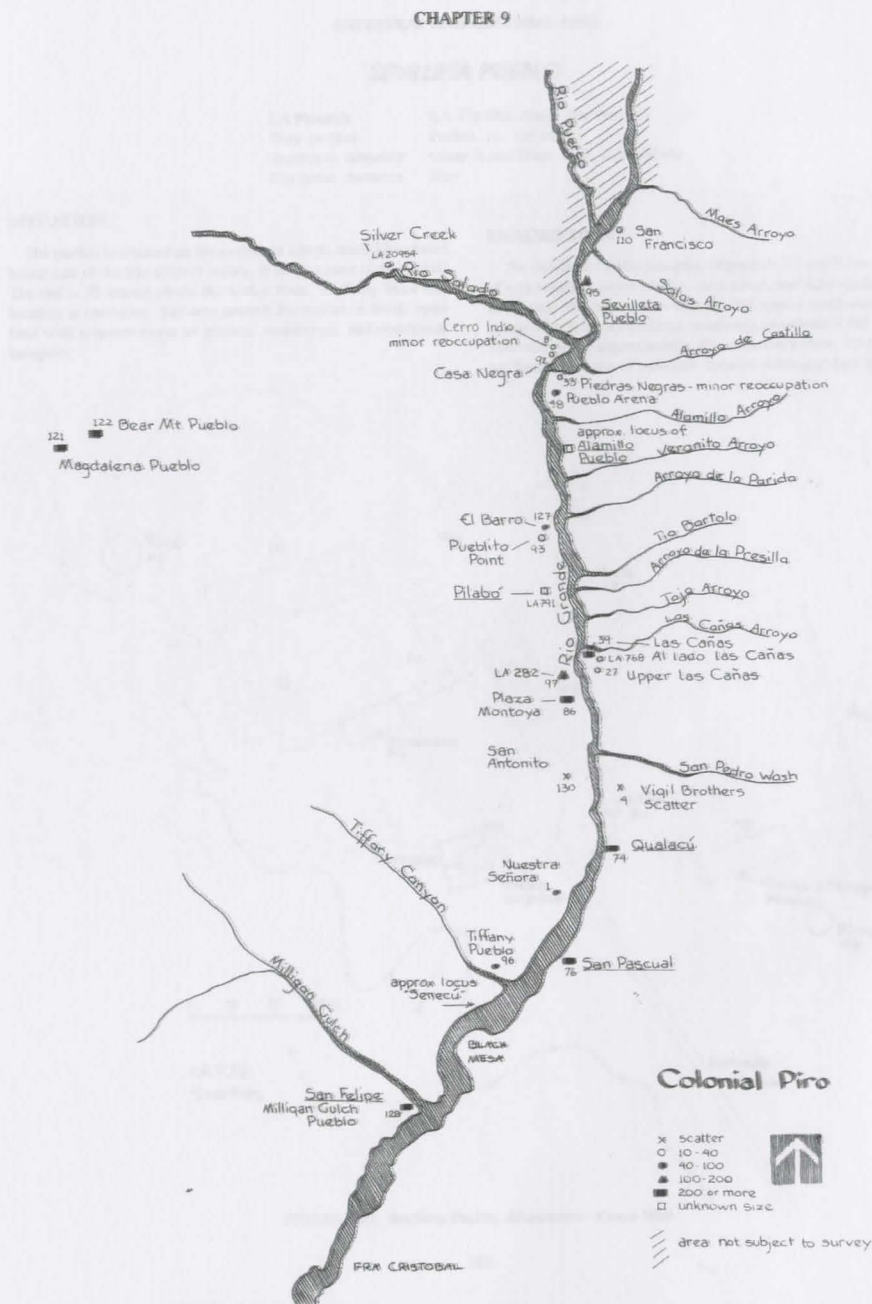 CHAPTER 9
Rio Puerco
Maes Arroyo
San
Francisco
110
Silver Creek
LA20954
Rio Salado
Salas Arroyo
95
Sevilleta
Pueblo
Cerro Indio
minor reoccupation
8
Arroyo de Castillo
92
Casa Negra
33 Piedras Negras - minor reoccupation
Pueblo Arena
48
Alamillo Arroyo
approx. locus of
Alamillo
Pueblo
Veranito Arroyo
122 Bear Mt. Pueblo
121
Magdalena Pueblo
Arroyo de la Parida
El Barro 127
Pueblito
Point 93
Tio Bartolo
Arroyo de la Presilla
Pilabó
LA791
Rio Grande
Tajo Arroyo
Las Cañas Arroyo
39 Las Cañas
LA768 Al lado las Cañas
27 Upper las Cañas
LA 282
97
Plaza
Montoya 86
San
Antonito
130
San Pedro Wash
Vigil Brothers
4 Scatter
Qualacú
74
Tiffany Canyon
Nuestra
Señora
1
Milligan Gulch
Tiffany
Pueblo
96
San Pascual
76
approx locus
"Senecú"
BLACK
MESA
San Felipe
Milligan Gulch
Pueblo
128
FRA CRISTOBAL
Colonial Piro
scatter
10-40
40-100
100-200
200 or more
unknown size
area not subject to survey